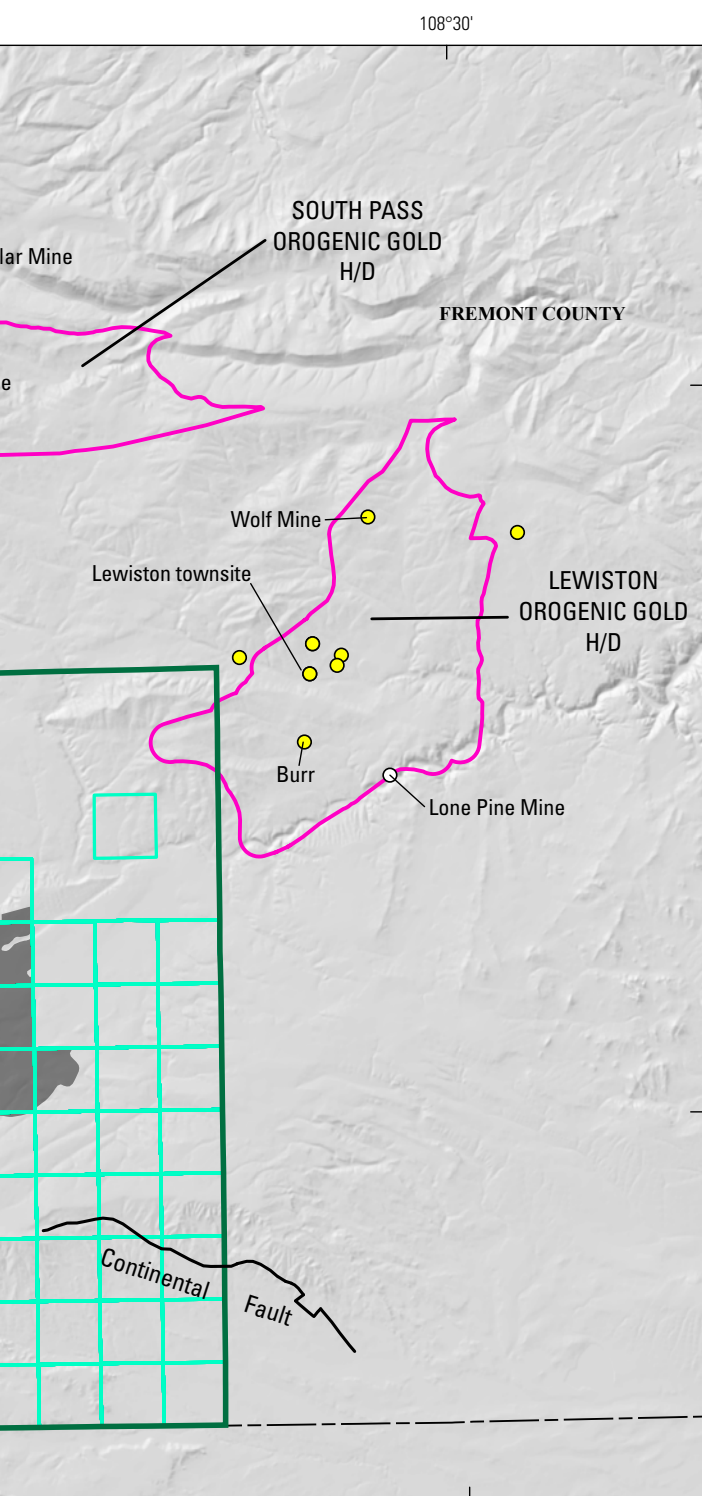 108°30'
SOUTH PASS
OROGENIC GOLD
H/D
lar Mine
FREMONT COUNTY
e
Wolf Mine
Lewiston townsite
LEWISTON
OROGENIC GOLD
H/D
Burr
Lone Pine Mine
Continental
Fault